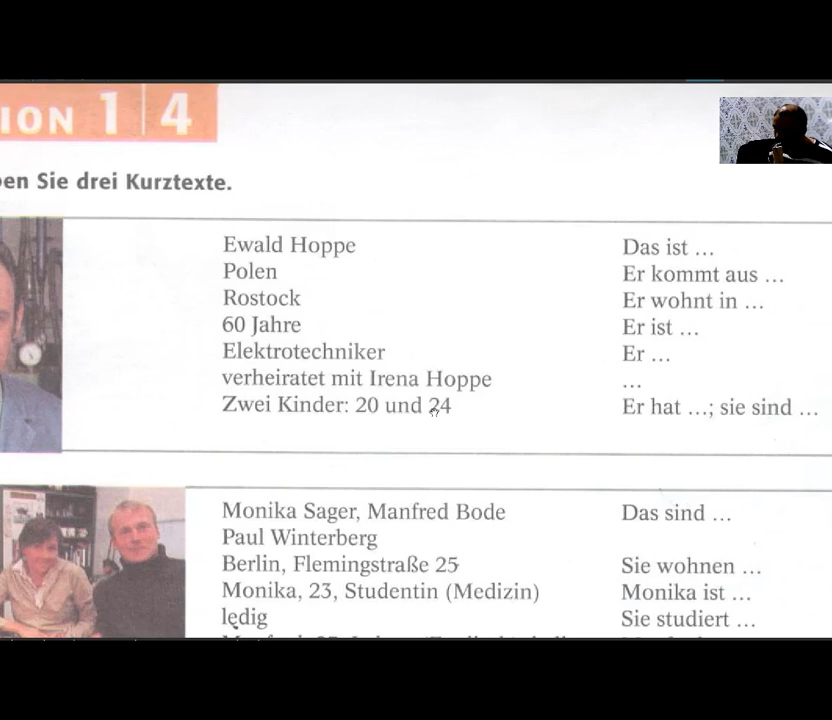 ION 1 4
en Sie drei Kurztexte.
Ewald Hoppe
Das ist ...
Polen
Er kommt aus ...
Rostock
Er wohnt in ...
60 Jahre
Er ist ...
Elektrotechniker
Er ...
verheiratet mit Irena Hoppe
...
Zwei Kinder: 20 und 24
Er hat ...; sie sind ...
Monika Sager, Manfred Bode
Das sind ...
Paul Winterberg
Berlin, Flemingstraße 25
Sie wohnen ...
Monika, 23, Studentin (Medizin)
Monika ist ...
ledig
Sie studiert ...